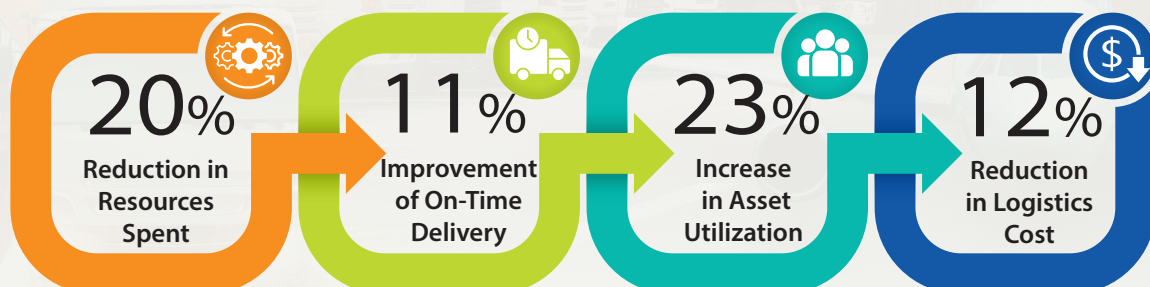 20%
Reduction in
Resources
Spent
11%
Improvement
of On-Time
Delivery
23%
Increase
in Asset
Utilization
12%
Reduction
in Logistics
Cost
$